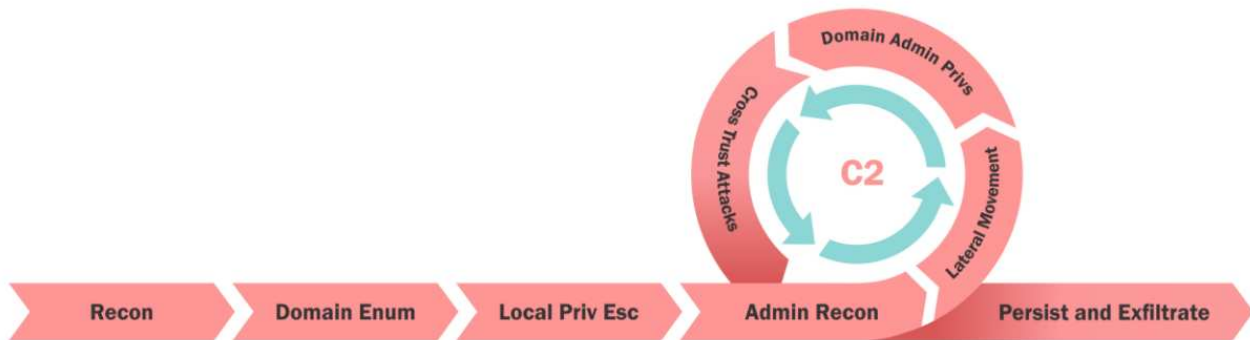 Domain Admin Privs
Cross Trust Attacks
C2
Lateral Movement
Recon
Domain Enum
Local Priv Esc
Admin Recon
Persist and Exfiltrate